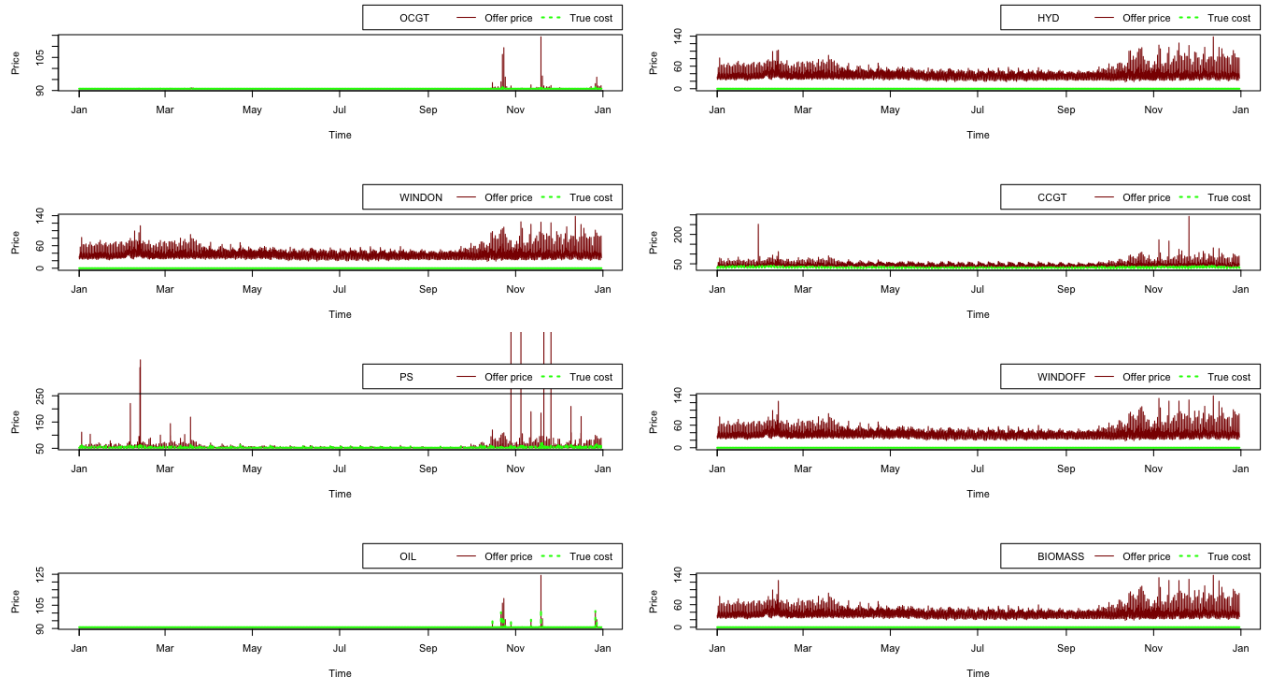 OCGT Offer price True cost
Price
90 105
Jan Mar May Jul Sep Nov Jan
Time
HYD Offer price True cost
Price
0 60 140
Jan Mar May Jul Sep Nov Jan
Time
WINDON Offer price True cost
Price
0 60 140
Jan Mar May Jul Sep Nov Jan
Time
CCGT Offer price True cost
Price
50 200
Jan Mar May Jul Sep Nov Jan
Time
PS Offer price True cost
Price
50 150 250
Jan Mar May Jul Sep Nov Jan
Time
WINDOFF Offer price True cost
Price
0 60 140
Jan Mar May Jul Sep Nov Jan
Time
OIL Offer price True cost
Price
90 105 125
Jan Mar May Jul Sep Nov Jan
Time
BIOMASS Offer price True cost
Price
0 60 140
Jan Mar May Jul Sep Nov Jan
Time